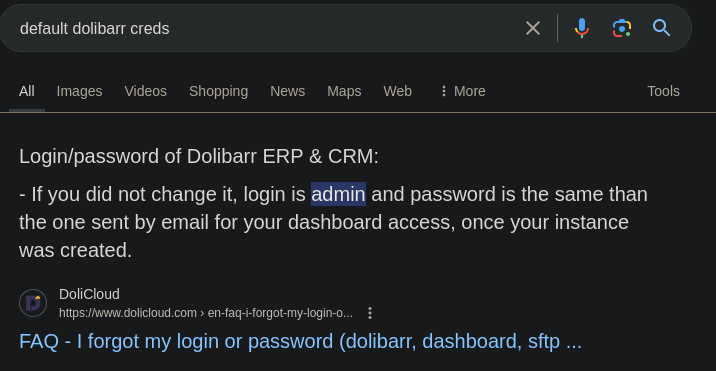 default dolibarr creds
All Images Videos Shopping News Maps Web More Tools
Login/password of Dolibarr ERP & CRM:
- If you did not change it, login is admin and password is the same than
the one sent by email for your dashboard access, once your instance
was created.
DoliCloud
https://www.dolicloud.com › en-faq-i-forgot-my-login-o...
FAQ - I forgot my login or password (dolibarr, dashboard, sftp ...